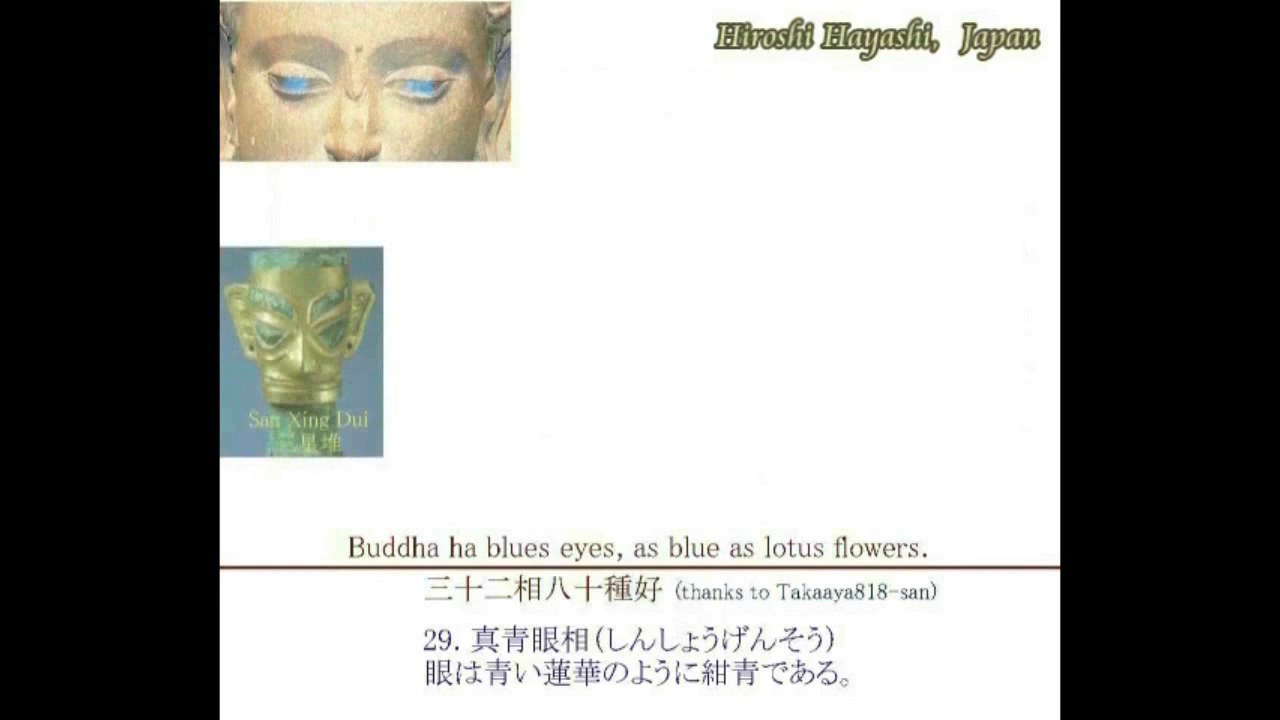 Hiroshi Hayashi, Japan
San Xing Dui
三星堆
Buddha ha blues eyes, as blue as lotus flowers.
三十二相八十種好 (thanks to Takaaya818-san)
29. 真青眼相(しんしょうげんそう)
眼は青い蓮華のように紺青である。